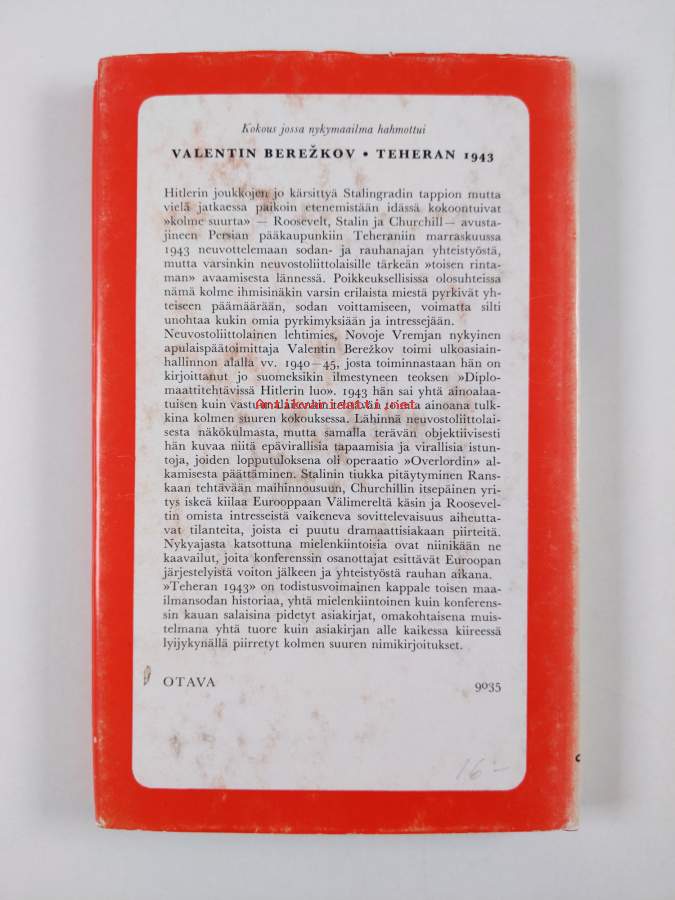 Kokous jossa nykymaailma hahmottui
VALENTIN BEREŽKOV • TEHERAN 1943
Hitlerin joukkojen jo kärsittyä Stalingradin tappion mutta
vielä jatkaessa paikoin etenemistään idässä kokoontuivat
»kolme suurta» — Roosevelt, Stalin ja Churchill — avusta-
jineen Persian pääkaupunkiin Teheraniin marraskuussa
1943 neuvottelemaan sodan- ja rauhanajan yhteistyöstä,
mutta varsinkin neuvostoliittolaisille tärkeän »toisen rinta-
man» avaamisesta lännessä. Poikkeuksellisissa olosuhteissa
nämä kolme ihmisinäkin varsin erilaista miestä pyrkivät yh-
teiseen päämäärään, sodan voittamiseen, voimatta silti
unohtaa kukin omia pyrkimyksiään ja intressejään.
Neuvostoliittolainen lehtimies, Novoje Vremjan nykyinen
apulaispäätoimittaja Valentin Berežkov toimi ulkoasiain-
hallinnon alalla vv. 1940—45, josta toiminnastaan hän on
kirjoittanut jo suomeksikin ilmestyneen teoksen »Diplo-
maattitehtävissä Hitlerin luo». 1943 hän sai yhtä ainoalaa-
tuisen kuin vastuunalaisenkin tehtävän toimia ainoana tulk-
kina kolmen suuren kokouksessa. Lähinnä neuvostoliittolai-
sesta näkökulmasta, mutta samalla terävän objektiivisesti
hän kuvaa niitä epävirallisia tapaamisia ja virallisia istun-
toja, joiden lopputuloksena oli operaatio »Overlordin» al-
kamisesta päättäminen. Stalinin tiukka pitäytyminen Rans-
kaan tehtävään maihinnousuun, Churchillin itsepäinen yri-
tys iskeä kiilaa Eurooppaan Välimereltä käsin ja Roosevel-
tin omista intresseistä vaikeneva sovittelevaisuus aiheutta-
vat tilanteita, joista ei puutu dramaattisiakaan piirteitä.
Nykyajasta katsottuna mielenkiintoisia ovat niinikään ne
kaavailut, joita konferenssin osanottajat esittävät Euroopan
järjestelyistä voiton jälkeen ja yhteistyöstä rauhan aikana.
»Teheran 1943» on todistusvoimainen kappale toisen maa-
ilmansodan historiaa, yhtä mielenkiintoinen kuin konferens-
sin kauan salaisina pidetyt asiakirjat, omakohtaisena muis-
telmana yhtä tuore kuin asiakirjan alle kaikessa kiireessä
lyijykynällä piirretyt kolmen suuren nimikirjoitukset.
OTAVA 9035
16-